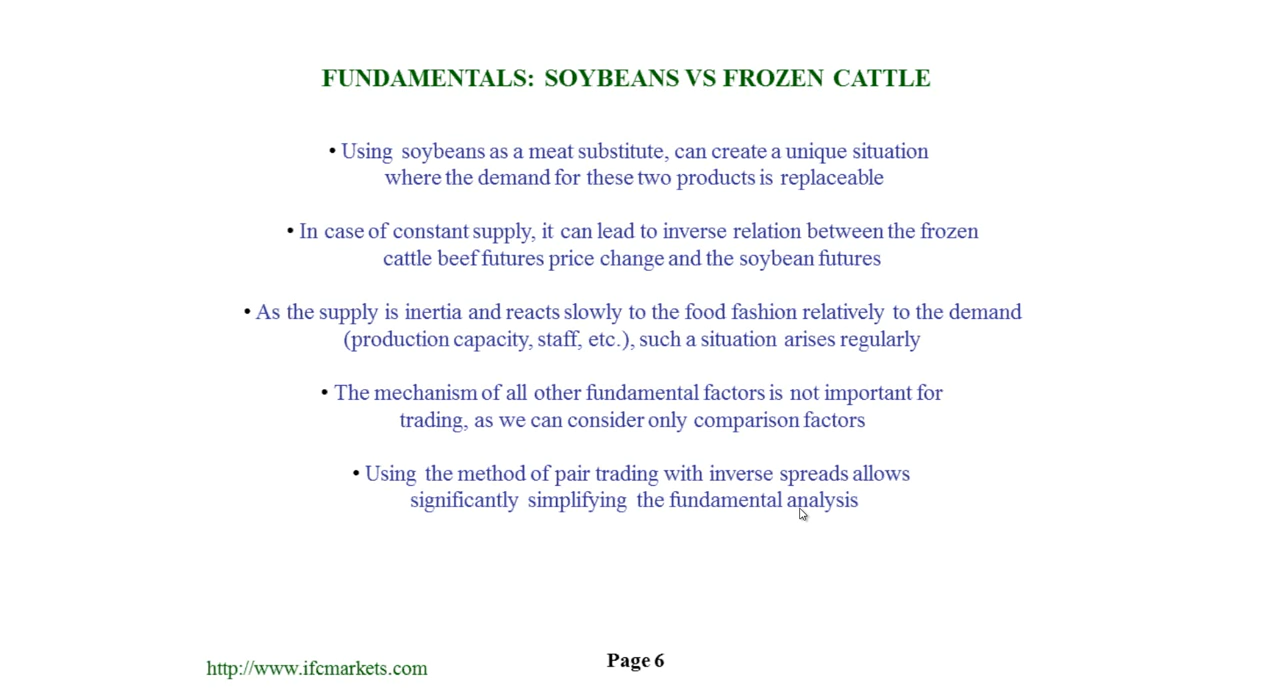 FUNDAMENTALS: SOYBEANS VS FROZEN CATTLE
• Using soybeans as a meat substitute, can create a unique situation
where the demand for these two products is replaceable
• In case of constant supply, it can lead to inverse relation between the frozen
cattle beef futures price change and the soybean futures
• As the supply is inertia and reacts slowly to the food fashion relatively to the demand
(production capacity, staff, etc.), such a situation arises regularly
• The mechanism of all other fundamental factors is not important for
trading, as we can consider only comparison factors
• Using the method of pair trading with inverse spreads allows
significantly simplifying the fundamental analysis
http://www.ifcmarkets.com
Page 6